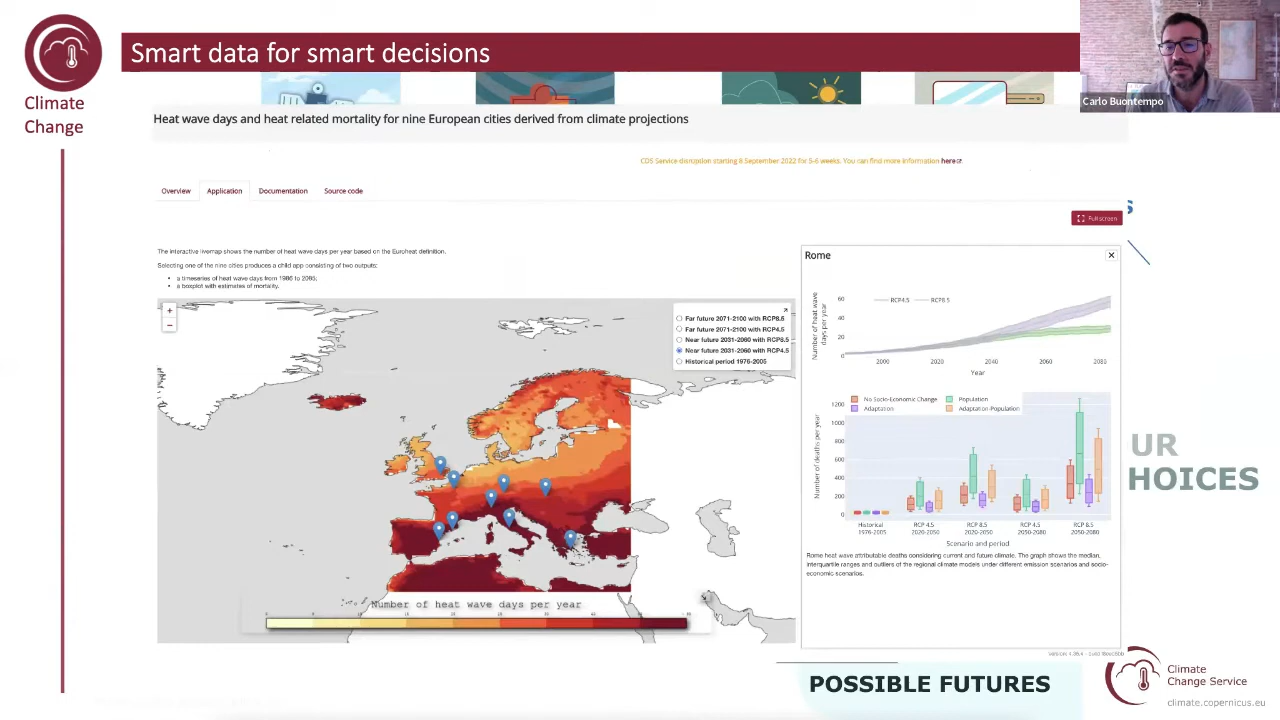 Smart data for smart decisions
Climate
Change
Carlo Buontempo
Heat wave days and heat related mortality for nine European cities derived from climate projections
CDS Service disruption starting 8 September 2022 for 5-6 weeks. You can find more information here
Overview
Application
Documentation
Source code
Full screen
The interactive livemap shows the number of heat wave days per year based on the Euroheat definition.
Selecting one of the nine cities produces a child app consisting of two outputs:
• a timeseries of heat wave days from 1986 to 2085;
• a boxplot with estimates of mortality.
+
−
Far future 2071-2100 with RCP8.5
Far future 2071-2100 with RCP4.5
Near future 2031-2060 with RCP8.5
Near future 2031-2060 with RCP4.5
Historical period 1976-2005
Number of heat wave days per year
Rome
RCP4.5
RCP8.5
Number of heat wave
days per year
60
40
20
0
2000
2020
2040
2060
2080
Year
No Socio-Economic Change
Population
Adaptation
Adaptation-Population
Number of deaths per year
1200
1000
800
600
400
200
0
Historical
1976-2005
RCP 4.5
2020-2050
RCP 8.5
2020-2050
RCP 4.5
2050-2080
RCP 8.5
2050-2080
Scenario and period
Rome heat wave attributable deaths considering current and future climate. The graph shows the median,
interquartile ranges and outliers of the regional climate models under different emission scenarios and socio-
economic scenarios.
UR
HOICES
POSSIBLE FUTURES
Climate
Change Service
climate.copernicus.eu